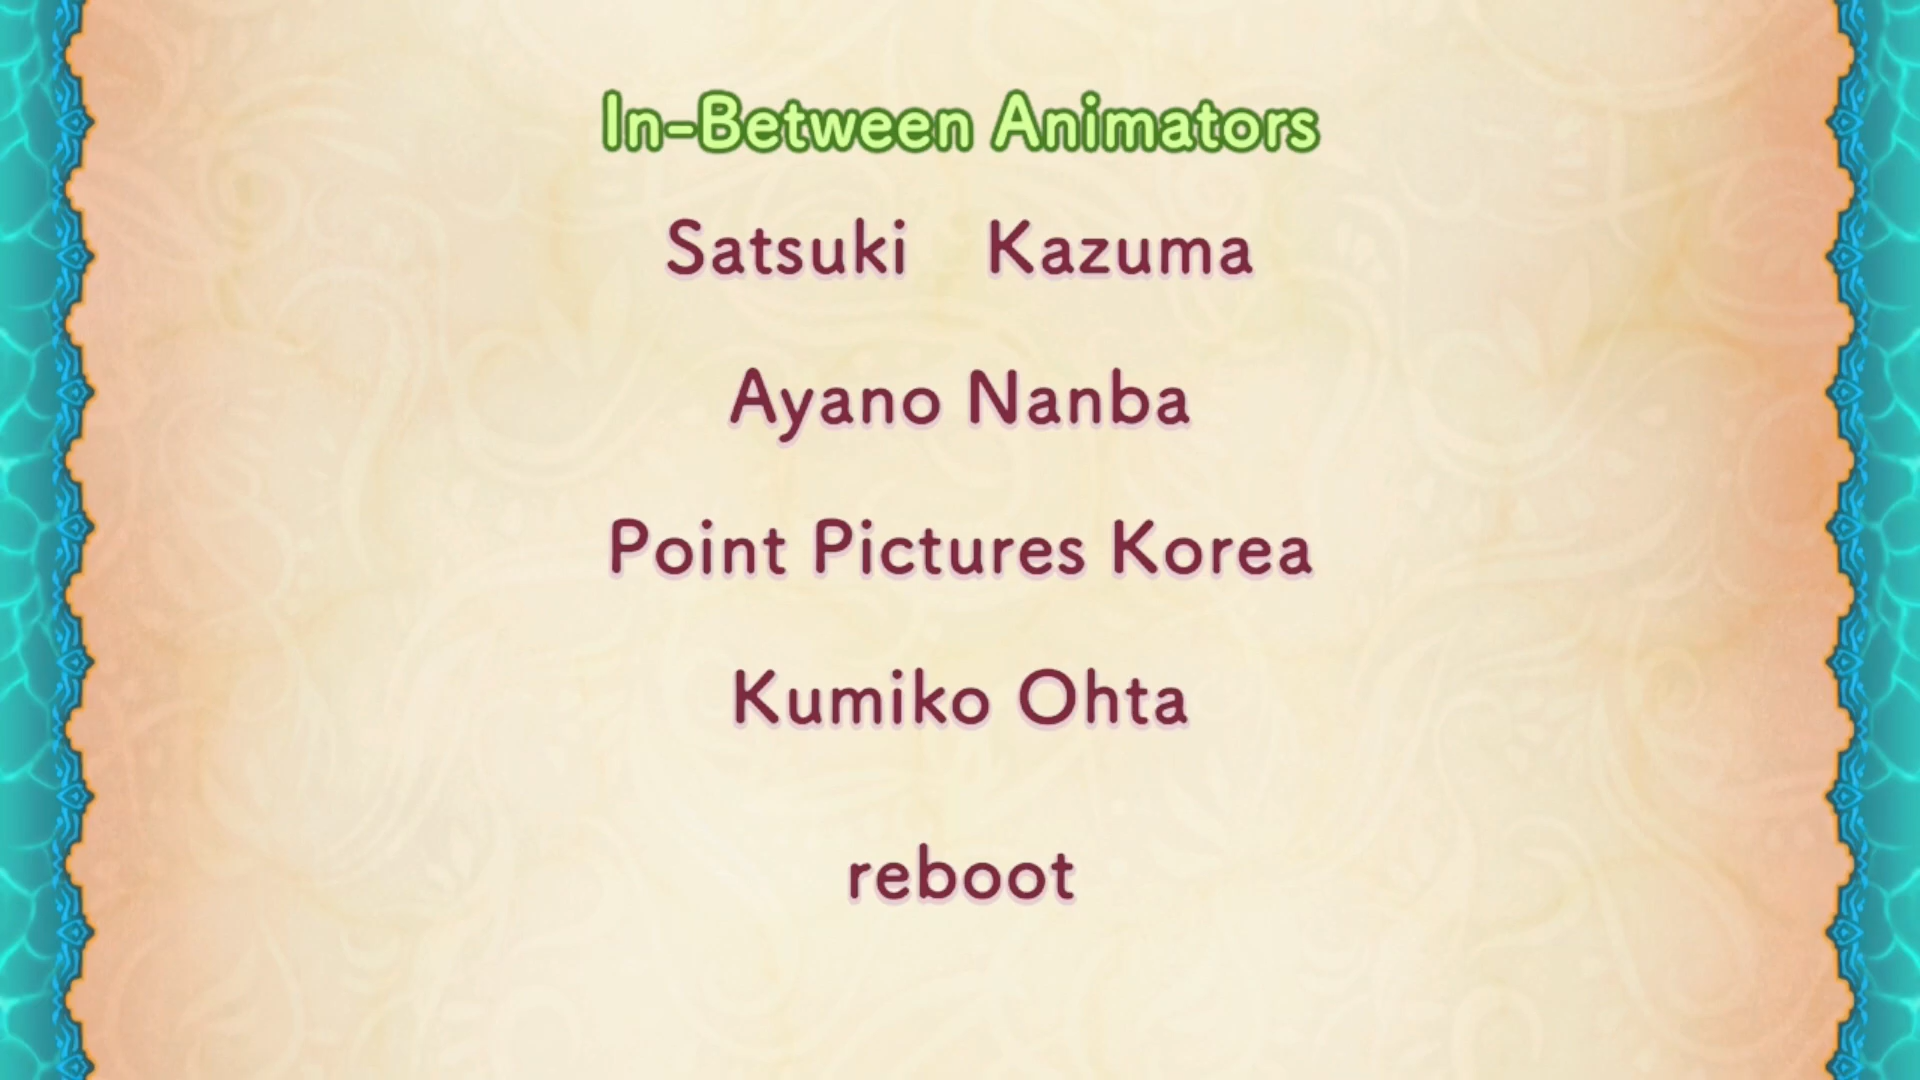 In-Between Animators
Satsuki Kazuma
Ayano Nanba
Point Pictures Korea
Kumiko Ohta
reboot